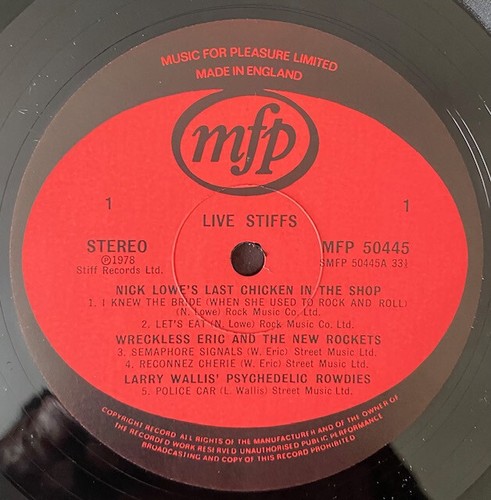 MUSIC FOR PLEASURE LIMITED
MADE IN ENGLAND
mfp
1 1
LIVE STIFFS
STEREO MFP 50445
Ⓟ1978 SMFP 50445A 33⅓
Stiff Records Ltd.
NICK LOWE'S LAST CHICKEN IN THE SHOP
1. I KNEW THE BRIDE (WHEN SHE USED TO ROCK AND ROLL)
(N. Lowe) Rock Music Co. Ltd.
2. LET'S EAT (N. Lowe) Rock Music Co. Ltd.
WRECKLESS ERIC AND THE NEW ROCKETS
3. SEMAPHORE SIGNALS (W. Eric) Street Music Ltd.
4. RECONNEZ CHERIE (W. Eric) Street Music Ltd.
LARRY WALLIS' PSYCHEDELIC ROWDIES
5. POLICE CAR (L. Wallis) Street Music Ltd.
COPYRIGHT RECORD ALL RIGHTS OF THE MANUFACTURER AND OF THE OWNER OF
THE RECORDED WORK RESERVED UNAUTHORISED PUBLIC PERFORMANCE
BROADCASTING AND COPY OF THIS RECORD PROHIBITED